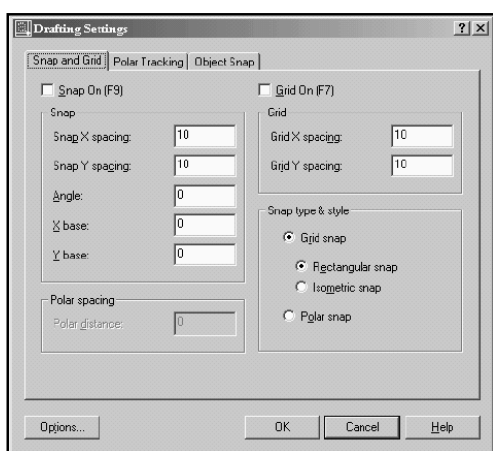 Drafting Settings ? X
Snap and Grid Polar Tracking Object Snap
Snap On (F9)
Snap
Snap X spacing: 10
Snap Y spacing: 10
Angle: 0
X base: 0
Y base: 0
Polar spacing
Polar distance: 0
Grid On (F7)
Grid
Grid X spacing: 10
Grid Y spacing: 10
Snap type & style
Grid snap
Rectangular snap
Isometric snap
Polar snap
Options... OK Cancel Help